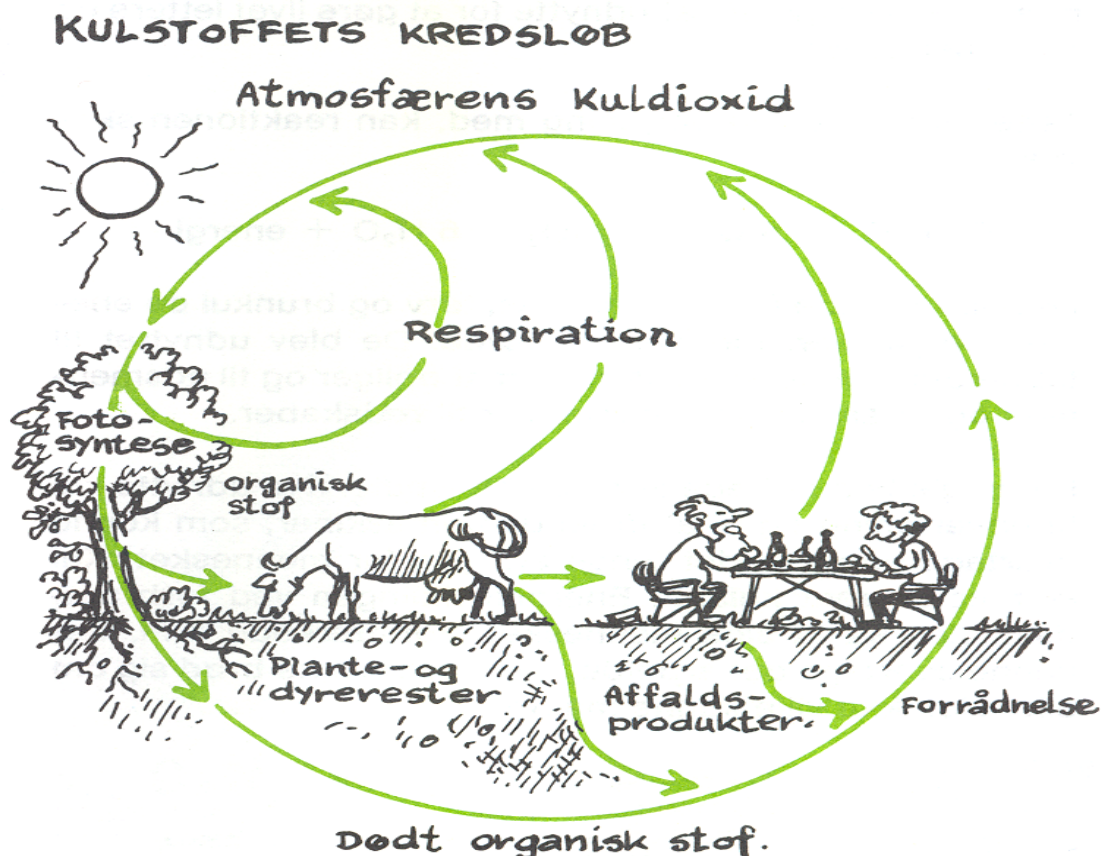 KULSTOFFETS KREDSLØB
Atmosfærens Kuldioxid
Respiration
Foto-
syntese
organisk
stof
Plante- og
dyrerester
Affalds-
produkter.
Forrådnelse
Dødt organisk stof.